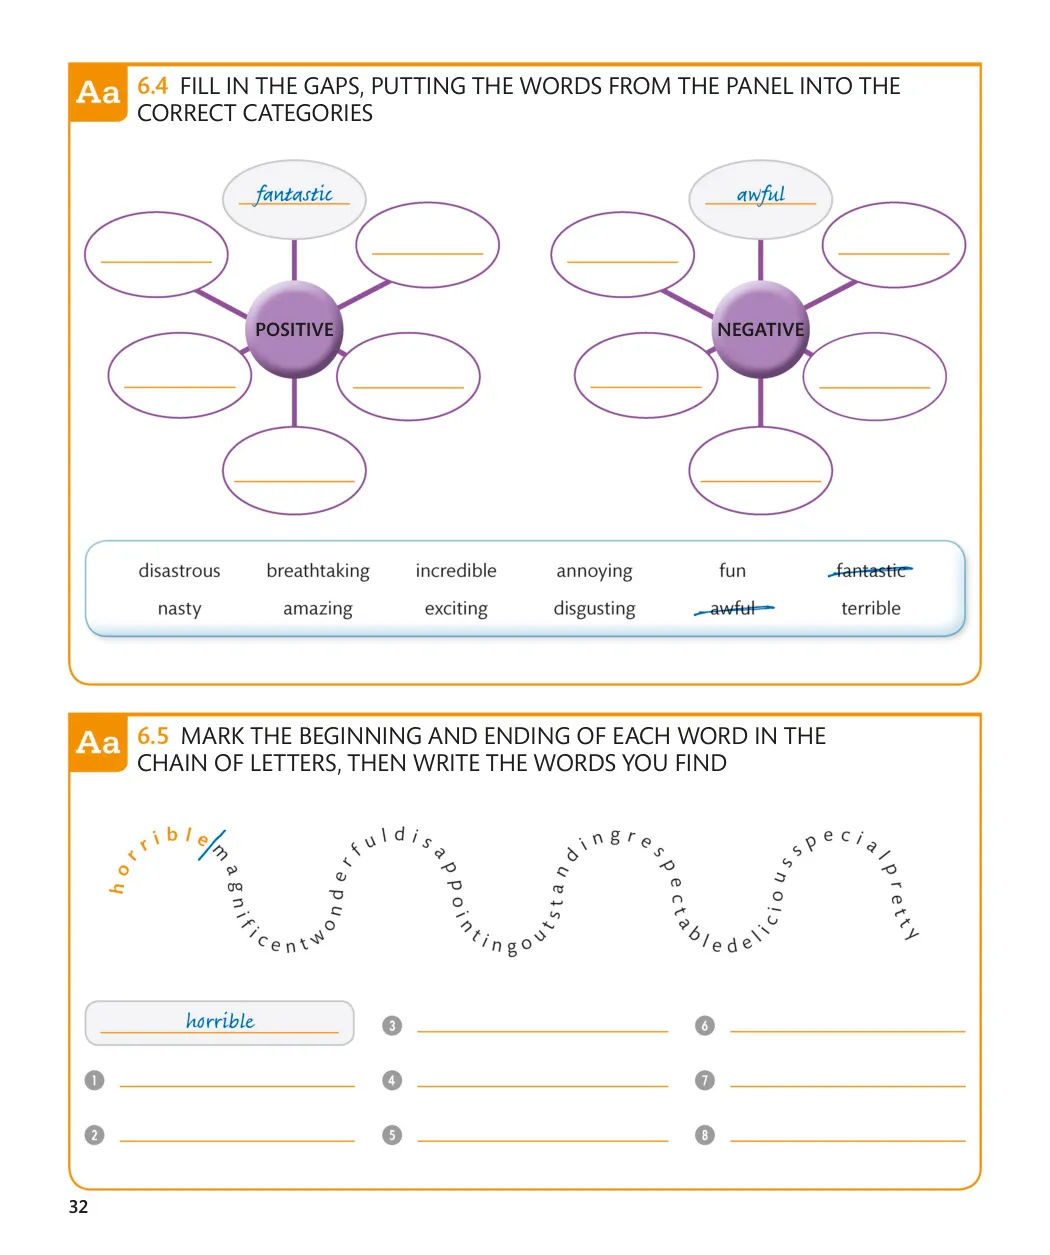 Aa
6.4 FILL IN THE GAPS, PUTTING THE WORDS FROM THE PANEL INTO THE
CORRECT CATEGORIES
fantastic
POSITIVE
awful
NEGATIVE
disastrous breathtaking incredible annoying fun fantastic
nasty amazing exciting disgusting awful terrible
Aa
6.5 MARK THE BEGINNING AND ENDING OF EACH WORD IN THE
CHAIN OF LETTERS, THEN WRITE THE WORDS YOU FIND
horrible/magnificentwonderfuldisappointingoutstandingrespectabledeliciousspecialpretty
horrible
1
2
3
4
5
6
7
8
32